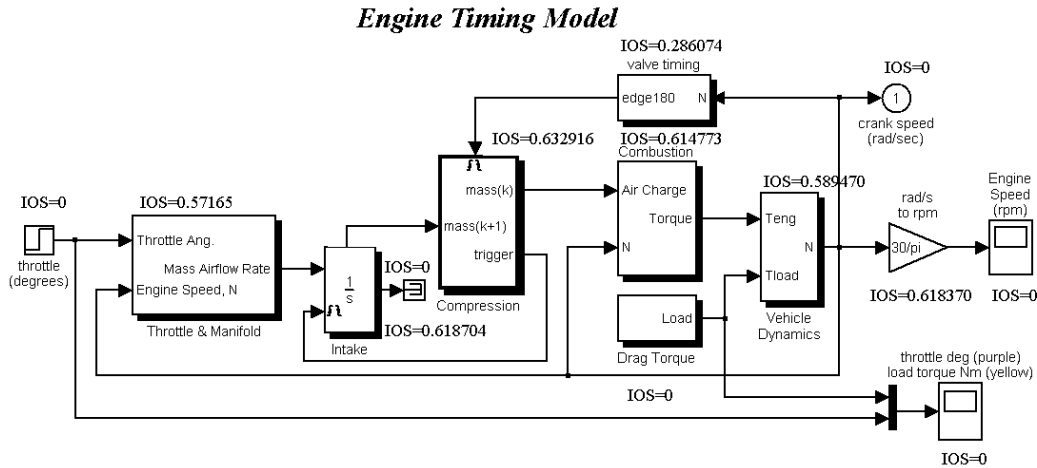 Engine Timing Model
IOS=0.286074
valve timing
edge180 N
IOS=0
1
crank speed
(rad/sec)
IOS=0.632916
IOS=0.614773
Combustion
Air Charge
Torque
N
mass(k)
mass(k+1)
trigger
Compression
IOS=0.589470
Teng
N
Tload
Vehicle
Dynamics
rad/s
to rpm
30/pi
IOS=0.618370
Engine
Speed
(rpm)
IOS=0
IOS=0
throttle
(degrees)
IOS=0.57165
Throttle Ang.
Mass Airflow Rate
Engine Speed, N
Throttle & Manifold
1
s
Intake
IOS=0
IOS=0.618704
Load
Drag Torque
IOS=0
throttle deg (purple)
load torque Nm (yellow)
IOS=0